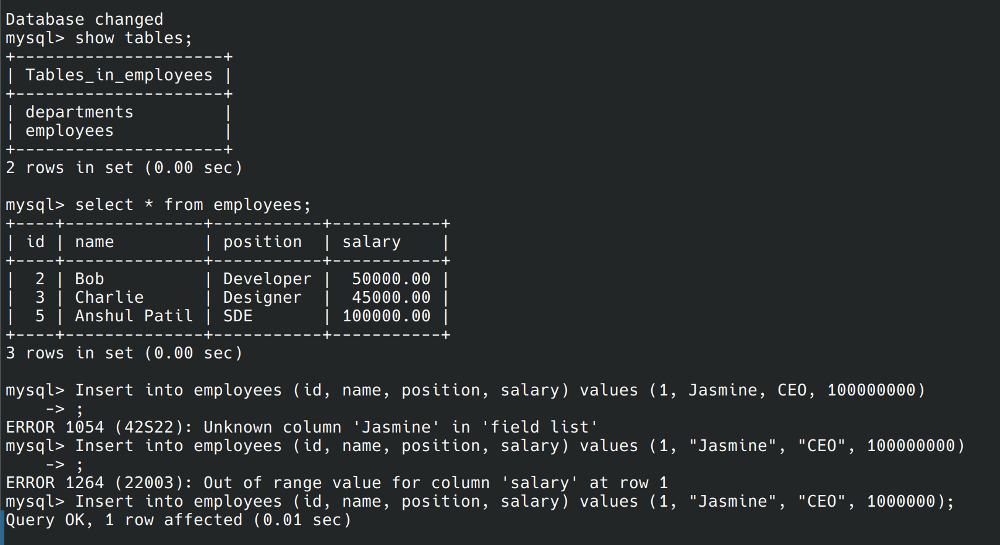 Database changed
mysql> show tables;
+---------------------+
| Tables_in_employees |
+---------------------+
| departments         |
| employees           |
+---------------------+
2 rows in set (0.00 sec)

mysql> select * from employees;
+----+--------------+-----------+-----------+
| id | name         | position  | salary    |
+----+--------------+-----------+-----------+
|  2 | Bob          | Developer |  50000.00 |
|  3 | Charlie      | Designer  |  45000.00 |
|  5 | Anshul Patil | SDE       | 100000.00 |
+----+--------------+-----------+-----------+
3 rows in set (0.00 sec)

mysql> Insert into employees (id, name, position, salary) values (1, Jasmine, CEO, 100000000)
    -> ;
ERROR 1054 (42S22): Unknown column 'Jasmine' in 'field list'
mysql> Insert into employees (id, name, position, salary) values (1, "Jasmine", "CEO", 100000000)
    -> ;
ERROR 1264 (22003): Out of range value for column 'salary' at row 1
mysql> Insert into employees (id, name, position, salary) values (1, "Jasmine", "CEO", 1000000);
Query OK, 1 row affected (0.01 sec)